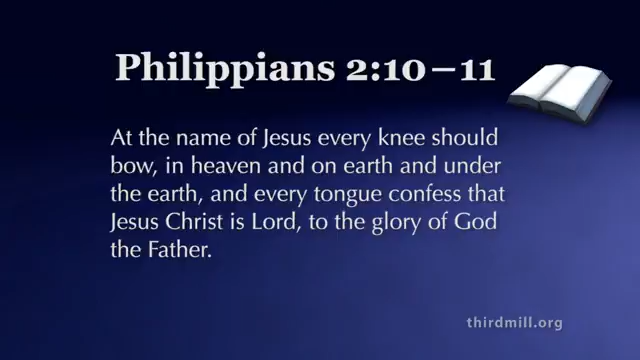 Philippians 2:10–11
At the name of Jesus every knee should
bow, in heaven and on earth and under
the earth, and every tongue confess that
Jesus Christ is Lord, to the glory of God
the Father.
thirdmill.org